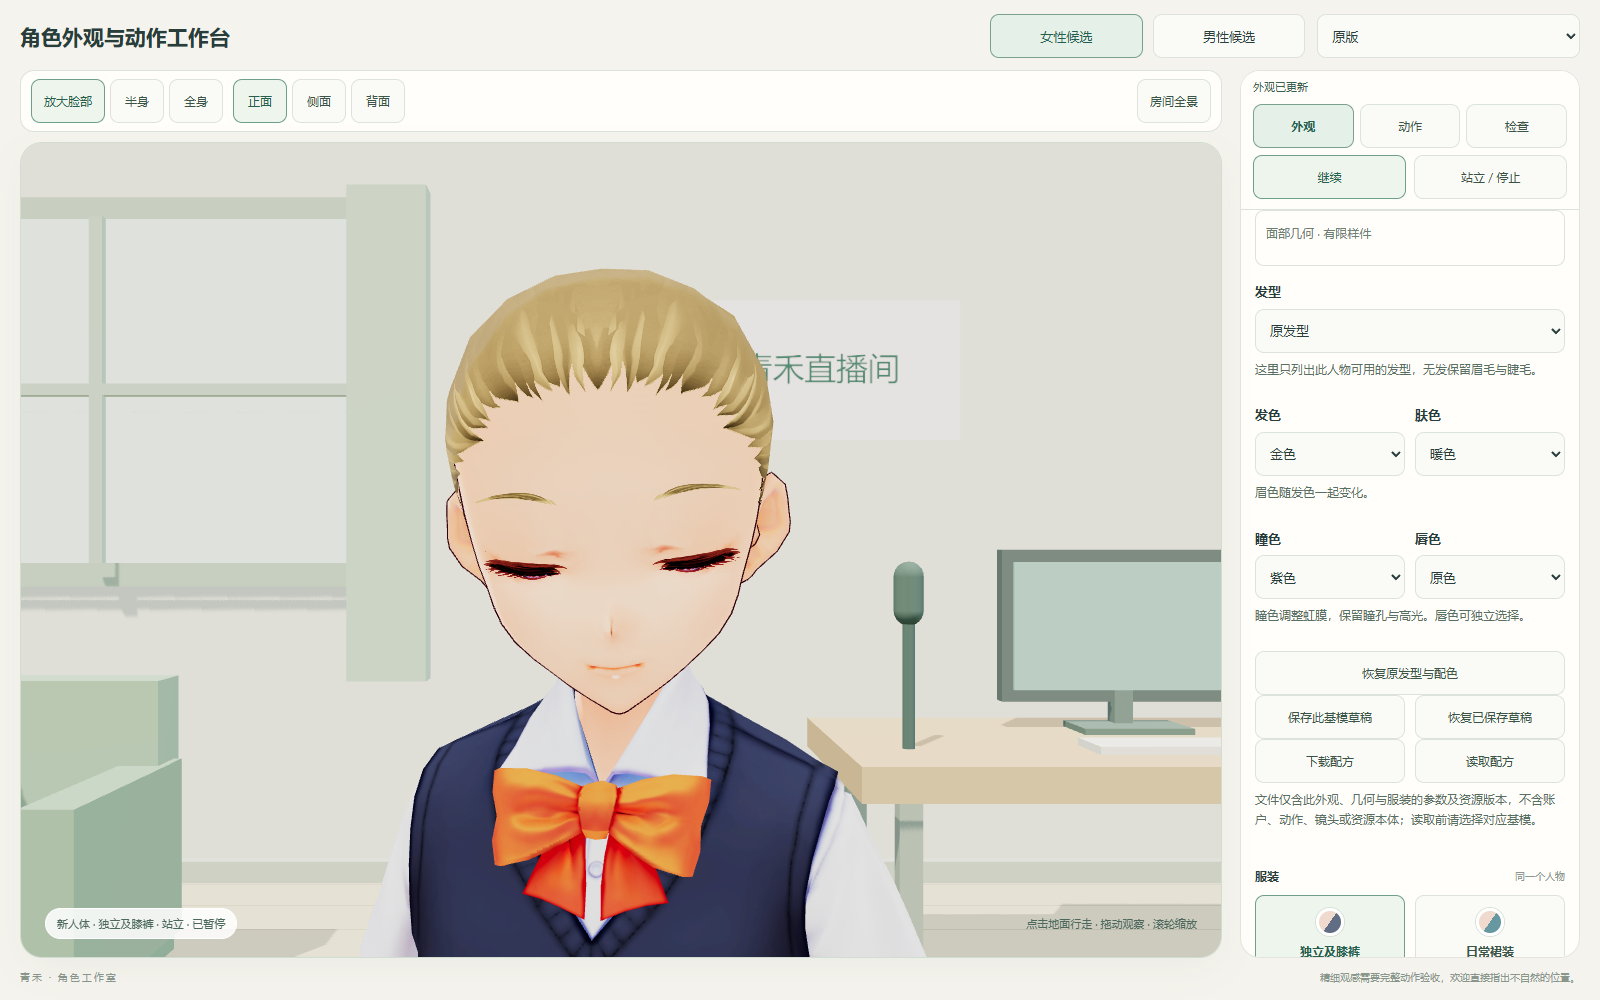 角色外观与动作工作台
女性候选
男性候选
原版
放大脸部
半身
全身
正面
侧面
背面
房间全景
外观已更新
外观
动作
检查
继续
站立 / 停止
面部几何 · 有限样件
发型
原发型
这里只列出此人物可用的发型，无发保留眉毛与睫毛。
发色
肤色
金色
暖色
眉色随发色一起变化。
瞳色
唇色
紫色
原色
瞳色调整虹膜，保留瞳孔与高光。唇色可独立选择。
恢复原发型与配色
保存此基模草稿
恢复已保存草稿
下载配方
读取配方
文件仅含此外观、几何与服装的参数及资源版本，不含账
户、动作、镜头或资源本体；读取前请选择对应基模。
服装
同一个人物
独立及膝裤
日常裙装
青禾直播间
新人体 · 独立及膝裤 · 站立 · 已暂停
点击地面行走 · 拖动观察 · 滚轮缩放
青禾 · 角色工作室
精细观感需要完整动作验收，欢迎直接指出不自然的位置。